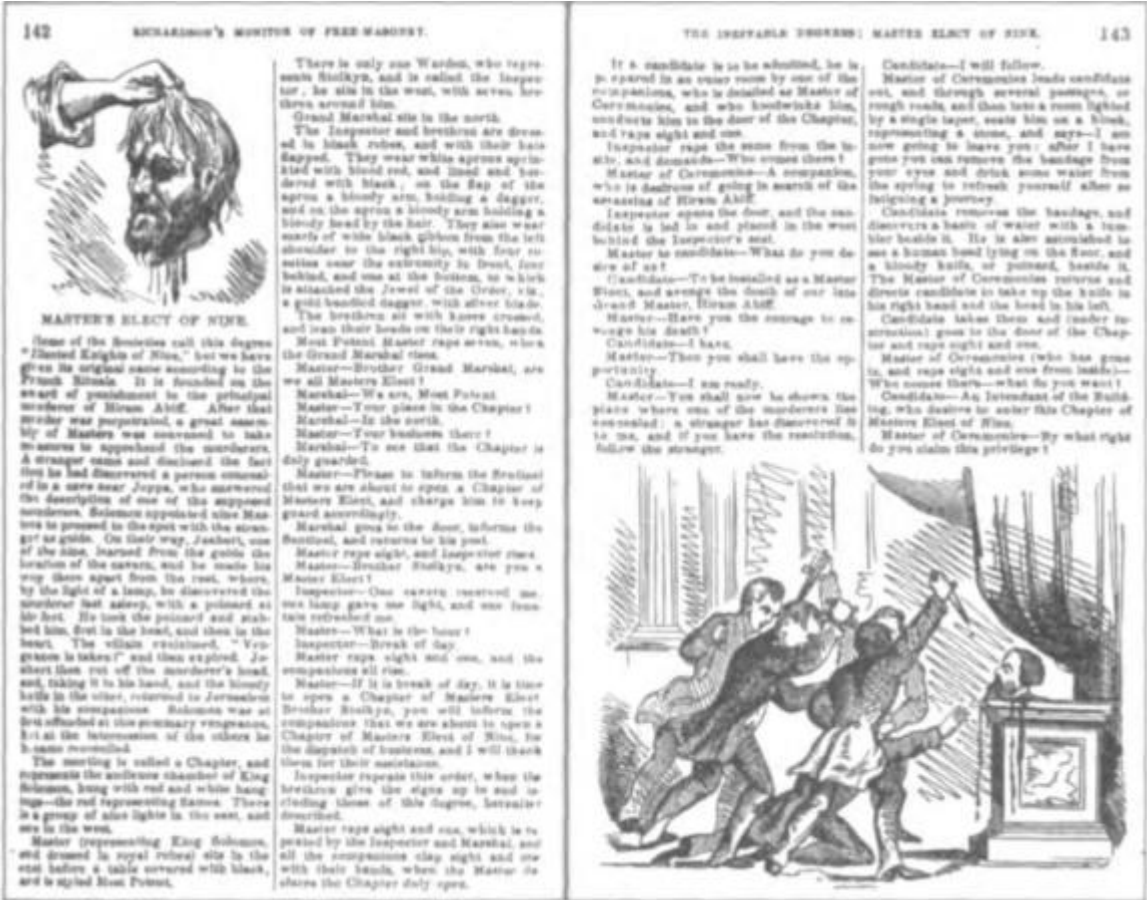 142
RICHARDSON'S MONITOR OF FREE-MASONRY.
MASTER'S ELECT OF NINE.
Some of the Societies call this degree
"Elected Knights of Nine," but we have
given its original name according to the
French Rituals. It is founded on the
award of punishment to the principal
murderer of Hiram Abiff. After that
murder was perpetrated, a great assem-
bly of Masters was convened to take
measures to apprehend the murderers.
A stranger came and disclosed the fact
that he had discovered a person conceal-
ed in a cave near Joppa, who answered
the description of one of the supposed
murderers. Solomon appointed nine Mas-
ters to proceed to the spot with the stran-
ger as guide. On their way, Joabert, one
of the nine, learned from the guide the
location of the cavern, and he made his
way there apart from the rest, where,
by the light of a lamp, he discovered the
murderer fast asleep, with a poinard at
his feet. He took the poinard and stab-
bed him, first in the head, and then in the
heart. The villain exclaimed, "Ven-
geance is taken!" and then expired. Jo-
abert then cut off the murderer's head,
and, taking it in his hand, and the bloody
knife in the other, returned to Jerusalem
with his companions. Solomon was at
first offended at this summary vengeance,
but at the intercession of the others he
became reconciled.
The meeting is called a Chapter, and
represents the audience chamber of King
Solomon, hung with red and white hang-
ings—the red representing flames. There
is a group of nine lights in the east, and
one in the west.
Master (representing King Solomon,
and dressed in royal robes) sits in the
east before a table covered with black,
and is styled Most Potent.
There is only one Warden, who repre-
sents Stolkyn, and is called the Inspec-
tor, he sits in the west, with seven bre-
thren around him.
Grand Marshal sits in the north.
The Inspector and brethren are dress-
ed in black robes, and with their hats
flapped. They wear white aprons sprin-
kled with blood red, and lined and bor-
dered with black; on the flap of the
apron a bloody arm, holding a dagger,
and on the apron a bloody arm holding a
bloody head by the hair. They also wear
scarfs of wide black ribbon from the left
shoulder to the right hip, with four ro-
settes near the extremity in front, four
behind, and one at the bottom, to which
is attached the Jewel of the Order, viz.,
a gold handled dagger, with silver blade.
The brethren sit with knees crossed,
and lean their heads on their right hands.
Most Potent Master raps seven, when
the Grand Marshal rises.
Master—Brother Grand Marshal, are
we all Masters Elect?
Marshal—We are, Most Potent.
Master—Your place in the Chapter?
Marshal—In the north.
Master—Your business there?
Marshal—To see that the Chapter is
duly guarded.
Master—Please to inform the Sentinel
that we are about to open a Chapter of
Masters Elect, and charge him to keep
guard accordingly.
Marshal goes to the door, informs the
Sentinel, and returns to his post.
Master raps eight, and Inspector rises.
Master—Brother Stolkyn, are you a
Master Elect?
Inspector—One cavern received me,
one lamp gave me light, and one foun-
tain refreshed me.
Master—What is the hour?
Inspector—Break of day.
Master raps eight and one, and the
companions all rise.
Master—If it is break of day, it is time
to open a Chapter of Masters Elect.
Brother Stolkyn, you will inform the
companions that we are about to open a
Chapter of Masters Elect of Nine, for
the dispatch of business, and I will thank
them for their assistance.
Inspector repeats this order, when the
brethren give the signs up to and in-
cluding those of this degree, hereafter
described.
Master raps eight and one, which is re-
peated by the Inspector and Marshal, and
all the companions clap eight and one
with their hands, when the Master de-
clares the Chapter duly open.
THE INEFFABLE DEGREES; MASTER ELECT OF NINE.
143
If a candidate is to be admitted, he is
prepared in an outer room by one of the
companions, who is detailed as Master of
Ceremonies, and who hoodwinks him,
conducts him to the door of the Chapter,
and raps eight and one.
Inspector raps the same from the in-
side, and demands—Who comes there?
Master of Ceremonies—A companion,
who is desirous of going in search of the
assassins of Hiram Abiff.
Inspector opens the door, and the can-
didate is led in and placed in the west
behind the Inspector's seat.
Master to candidate—What do you de-
sire of us?
Candidate—To be installed as a Master
Elect, and avenge the death of our late
Grand Master, Hiram Abiff.
Master—Have you the courage to re-
venge his death?
Candidate—I have.
Master—Then you shall have the op-
portunity.
Candidate—I am ready.
Master—You shall now be shown the
place where one of the murderers lies
concealed: a stranger has discovered it
to me, and if you have the resolution,
follow the stranger.
Candidate—I will follow.
Master of Ceremonies leads candidate
out, and through several passages, or
rough roads, and then into a room lighted
by a single taper, seats him on a block,
representing a stone, and says—I am
now going to leave you: after I have
gone you can remove the bandage from
your eyes and drink some water from
the spring to refresh yourself after so
fatiguing a journey.
Candidate removes the bandage, and
discovers a basin of water with a tum-
bler beside it. He is also astonished to
see a human head lying on the floor, and
a bloody knife, or poinard, beside it.
The Master of Ceremonies returns and
directs candidate to take up the knife in
his right hand and the head in his left.
Candidate takes them and (under in-
struction) goes to the door of the Chap-
ter and raps eight and one.
Master of Ceremonies (who has gone
in, and raps eight and one from inside)—
Who comes there—what do you want?
Candidate—An Intendant of the Build-
ing, who desires to enter this Chapter of
Masters Elect of Nine.
Master of Ceremonies—By what right
do you claim this privilege?